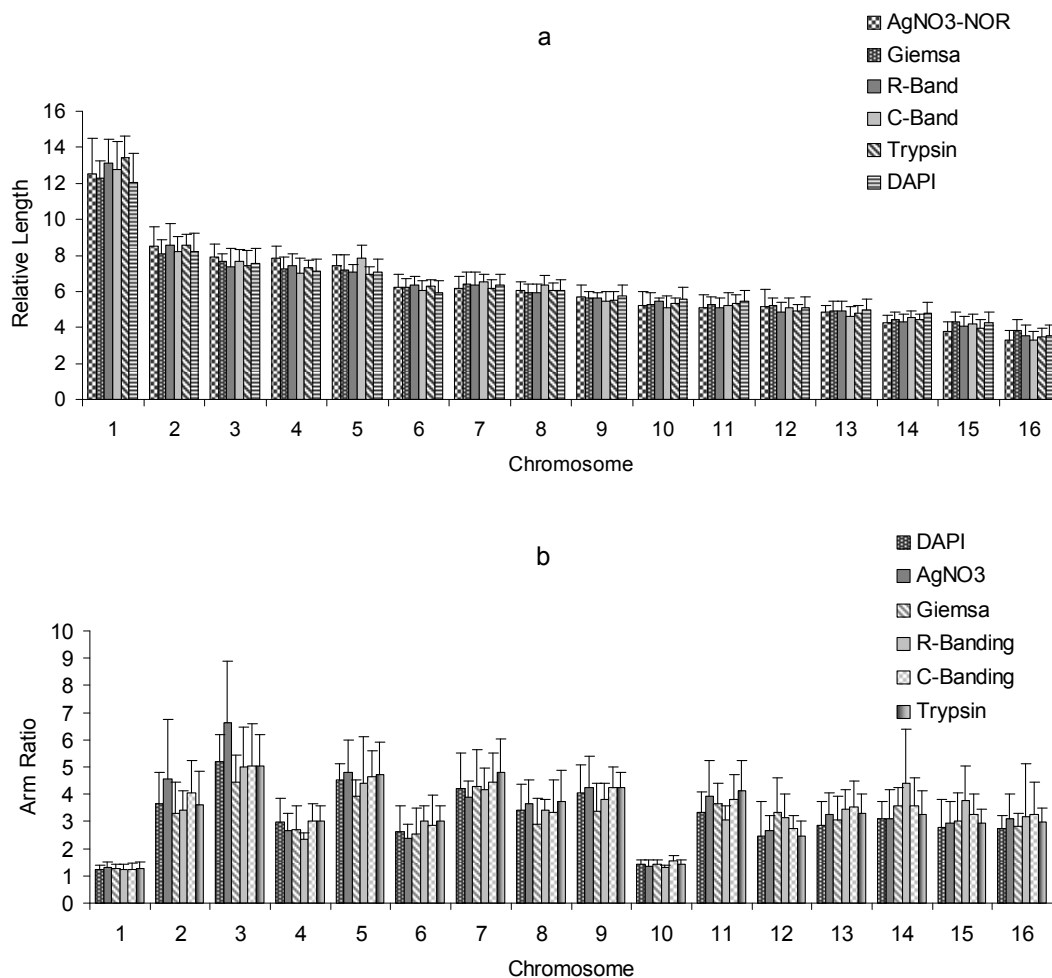 a
AgNO3-NOR
Giemsa
R-Band
C-Band
Trypsin
DAPI
Relative Length
16
14
12
10
8
6
4
2
0
1 2 3 4 5 6 7 8 9 10 11 12 13 14 15 16
Chromosome
b
DAPI
AgNO3
Giemsa
R-Banding
C-Banding
Trypsin
Arm Ratio
10
9
8
7
6
5
4
3
2
1
0
1 2 3 4 5 6 7 8 9 10 11 12 13 14 15 16
Chromosome